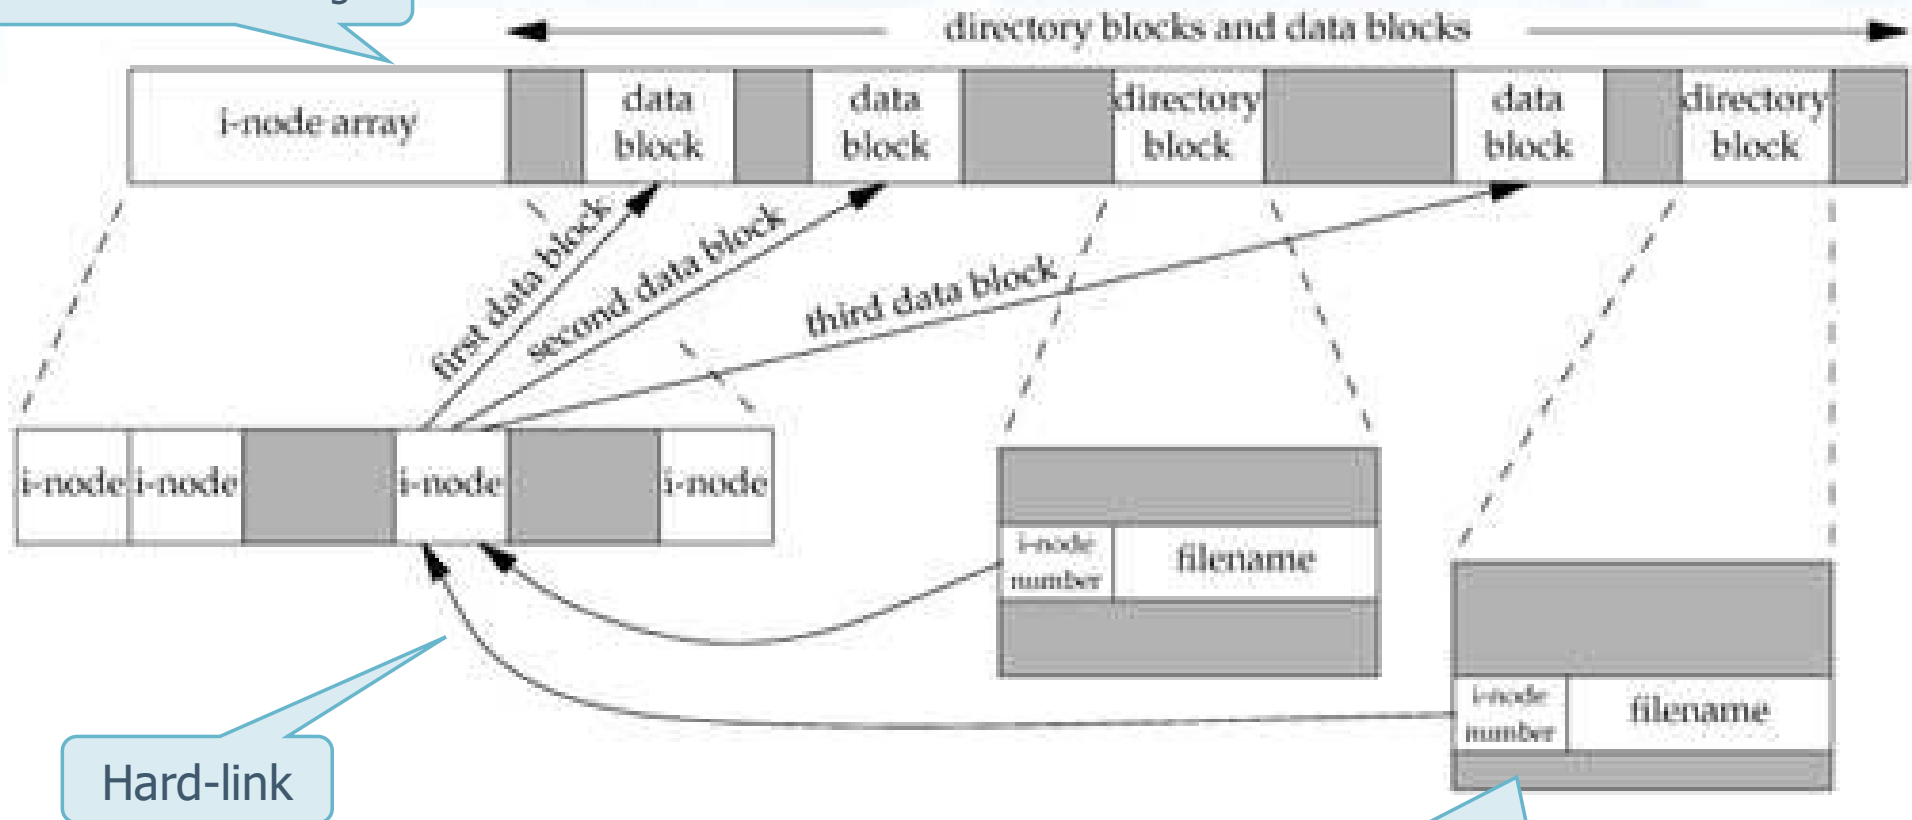 directory blocks and data blocks
i-node array
data
block
data
block
directory
block
data
block
directory
block
first data block
second data block
third data block
i-node
i-node
i-node
i-node
i-node
number
filename
i-node
number
filename
Hard-link